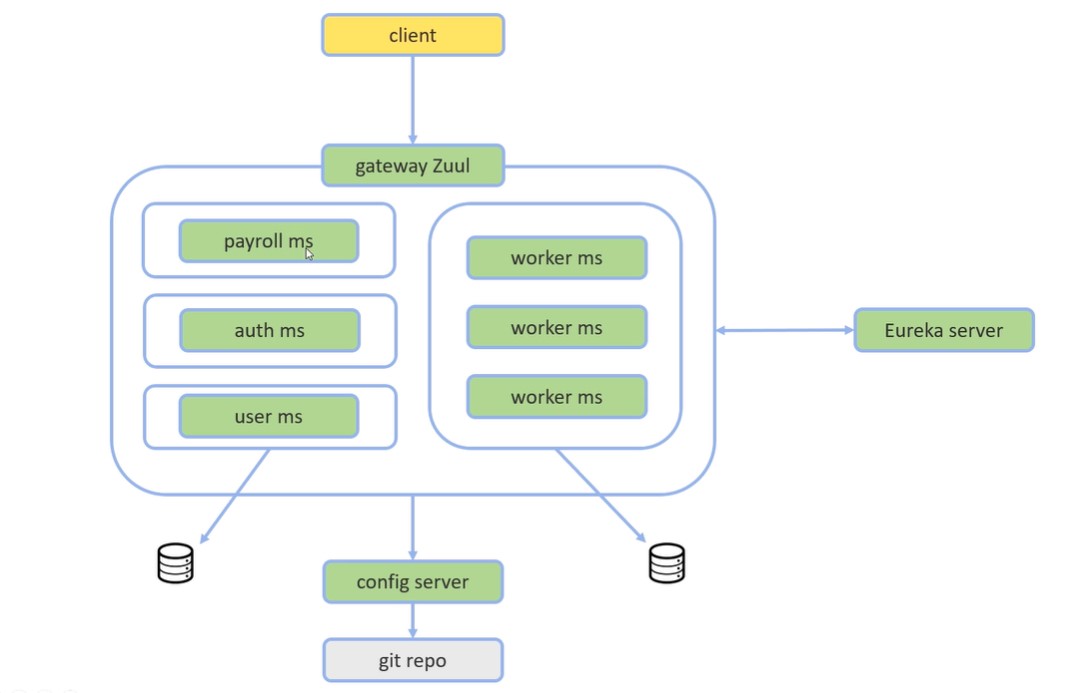 client
gateway Zuul
payroll ms
worker ms
auth ms
worker ms
Eureka server
user ms
worker ms
config server
git repo